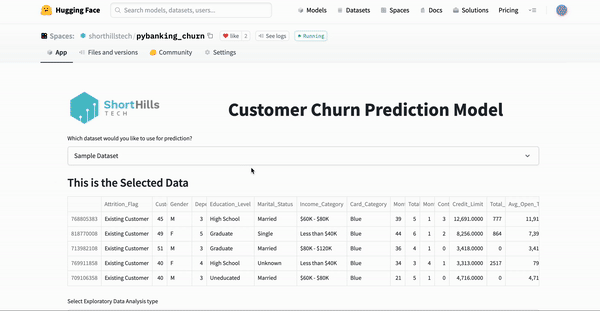 Hugging Face
Search models, datasets, users...
Models
Datasets
Spaces
Docs
Solutions
Pricing
Spaces:
shorthillstech/pybanking_churn
like 2
See logs
Running
App
Files and versions
Community
Settings
ShortHills
TECH
Customer Churn Prediction Model
Which dataset would you like to use for prediction?
Sample Dataset
This is the Selected Data
Attrition_Flag Cust Gender Depe Education_Level Marital_Status Income_Category Card_Category Mon Total Mon Cont Credit_Limit Total_ Avg_Open_T
768805383 Existing Customer 45 M 3 High School Married $60K - $80K Blue 39 5 1 3 12,691.0000 777 11,91
818770008 Existing Customer 49 F 5 Graduate Single Less than $40K Blue 44 6 1 2 8,256.0000 864 7,39
713982108 Existing Customer 51 M 3 Graduate Married $80K - $120K Blue 36 4 1 0 3,418.0000 0 3,41
769911858 Existing Customer 40 F 4 High School Unknown Less than $40K Blue 34 3 4 1 3,313.0000 2517 79
709106358 Existing Customer 40 M 3 Uneducated Married $60K - $80K Blue 21 5 1 0 4,716.0000 0 4,71
Select Exploratory Data Analysis type